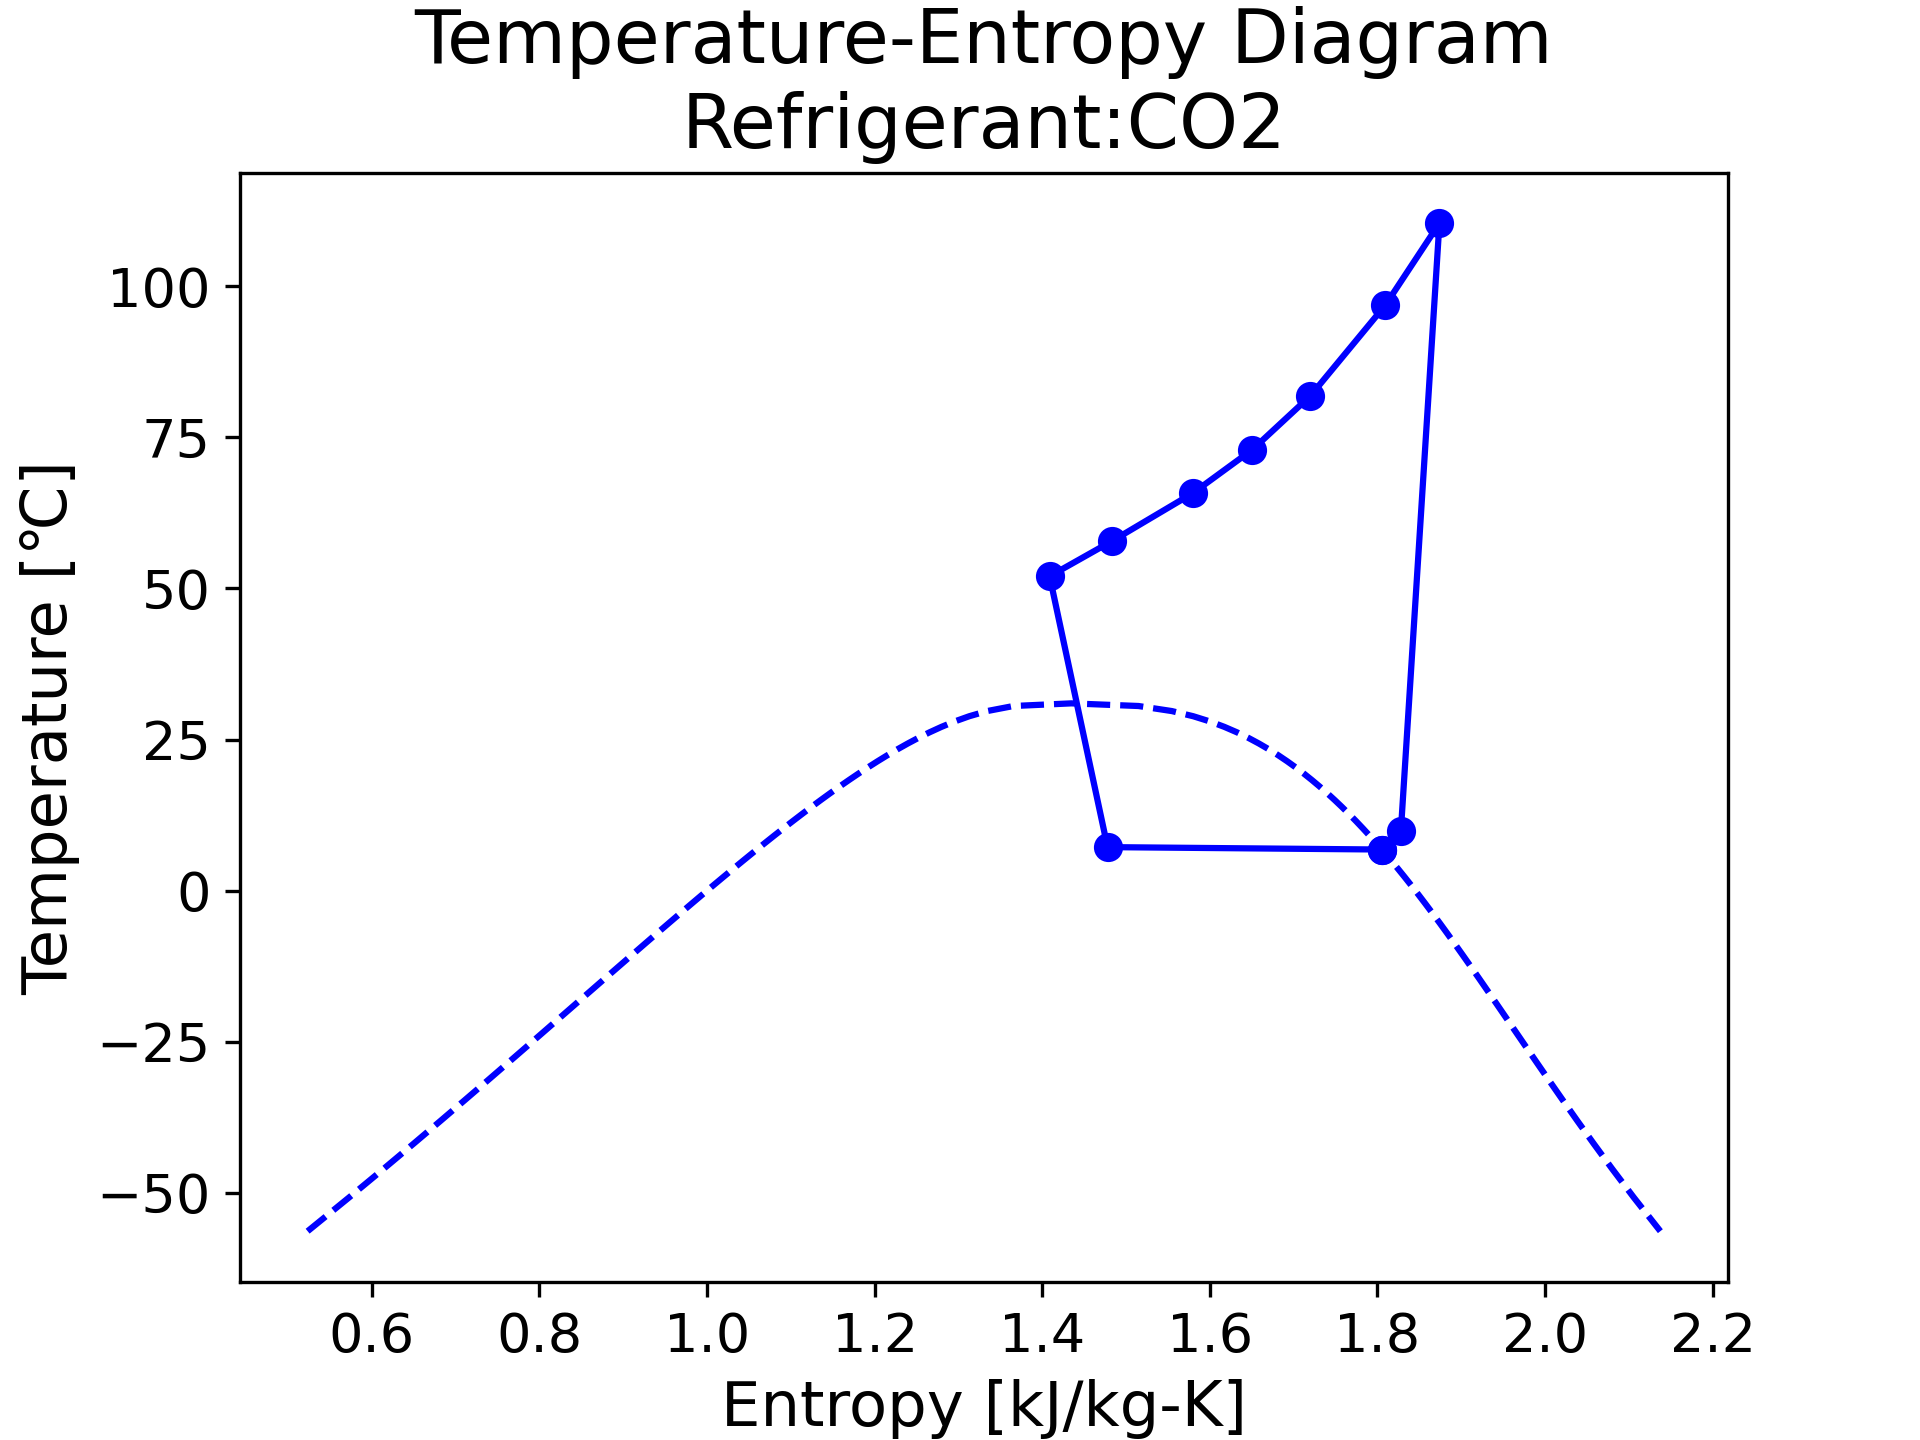 Temperature-Entropy Diagram
Refrigerant:CO2
Temperature [℃]
100
75
50
25
0
−25
−50
0.6 0.8 1.0 1.2 1.4 1.6 1.8 2.0 2.2
Entropy [kJ/kg-K]